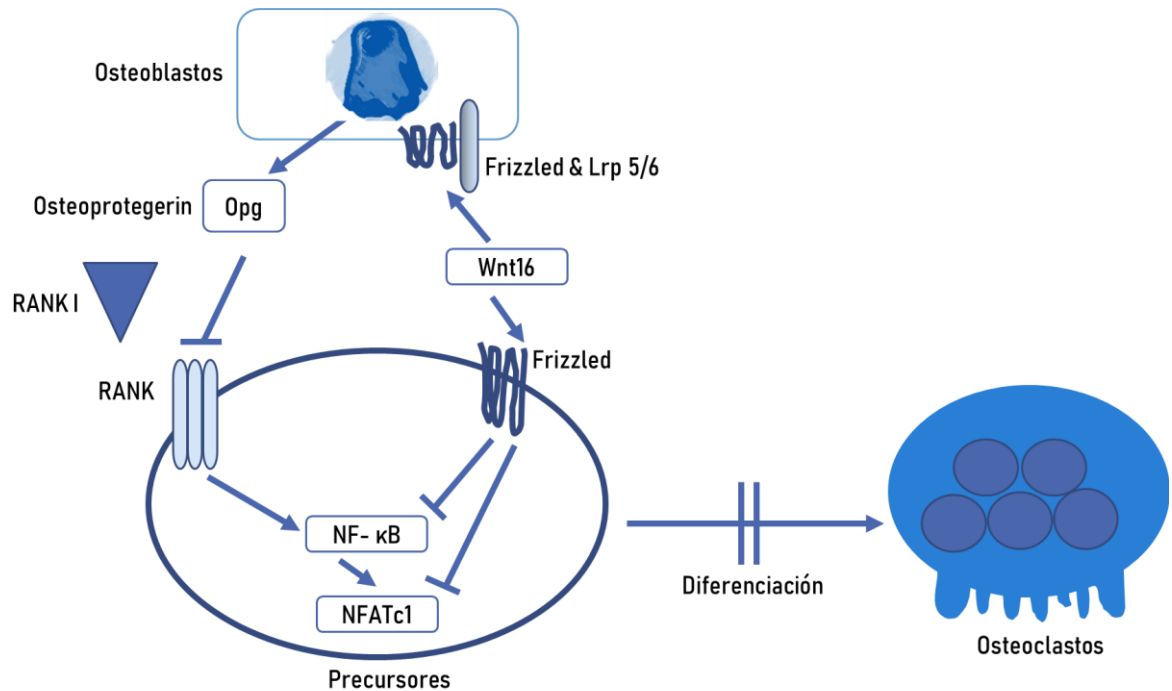 Osteoblastos
Frizzled & Lrp 5/6
Osteoprotegerin
Opg
Wnt16
RANK l
Frizzled
RANK
NF- κB
NFATc1
Diferenciación
Osteoclastos
Precursores